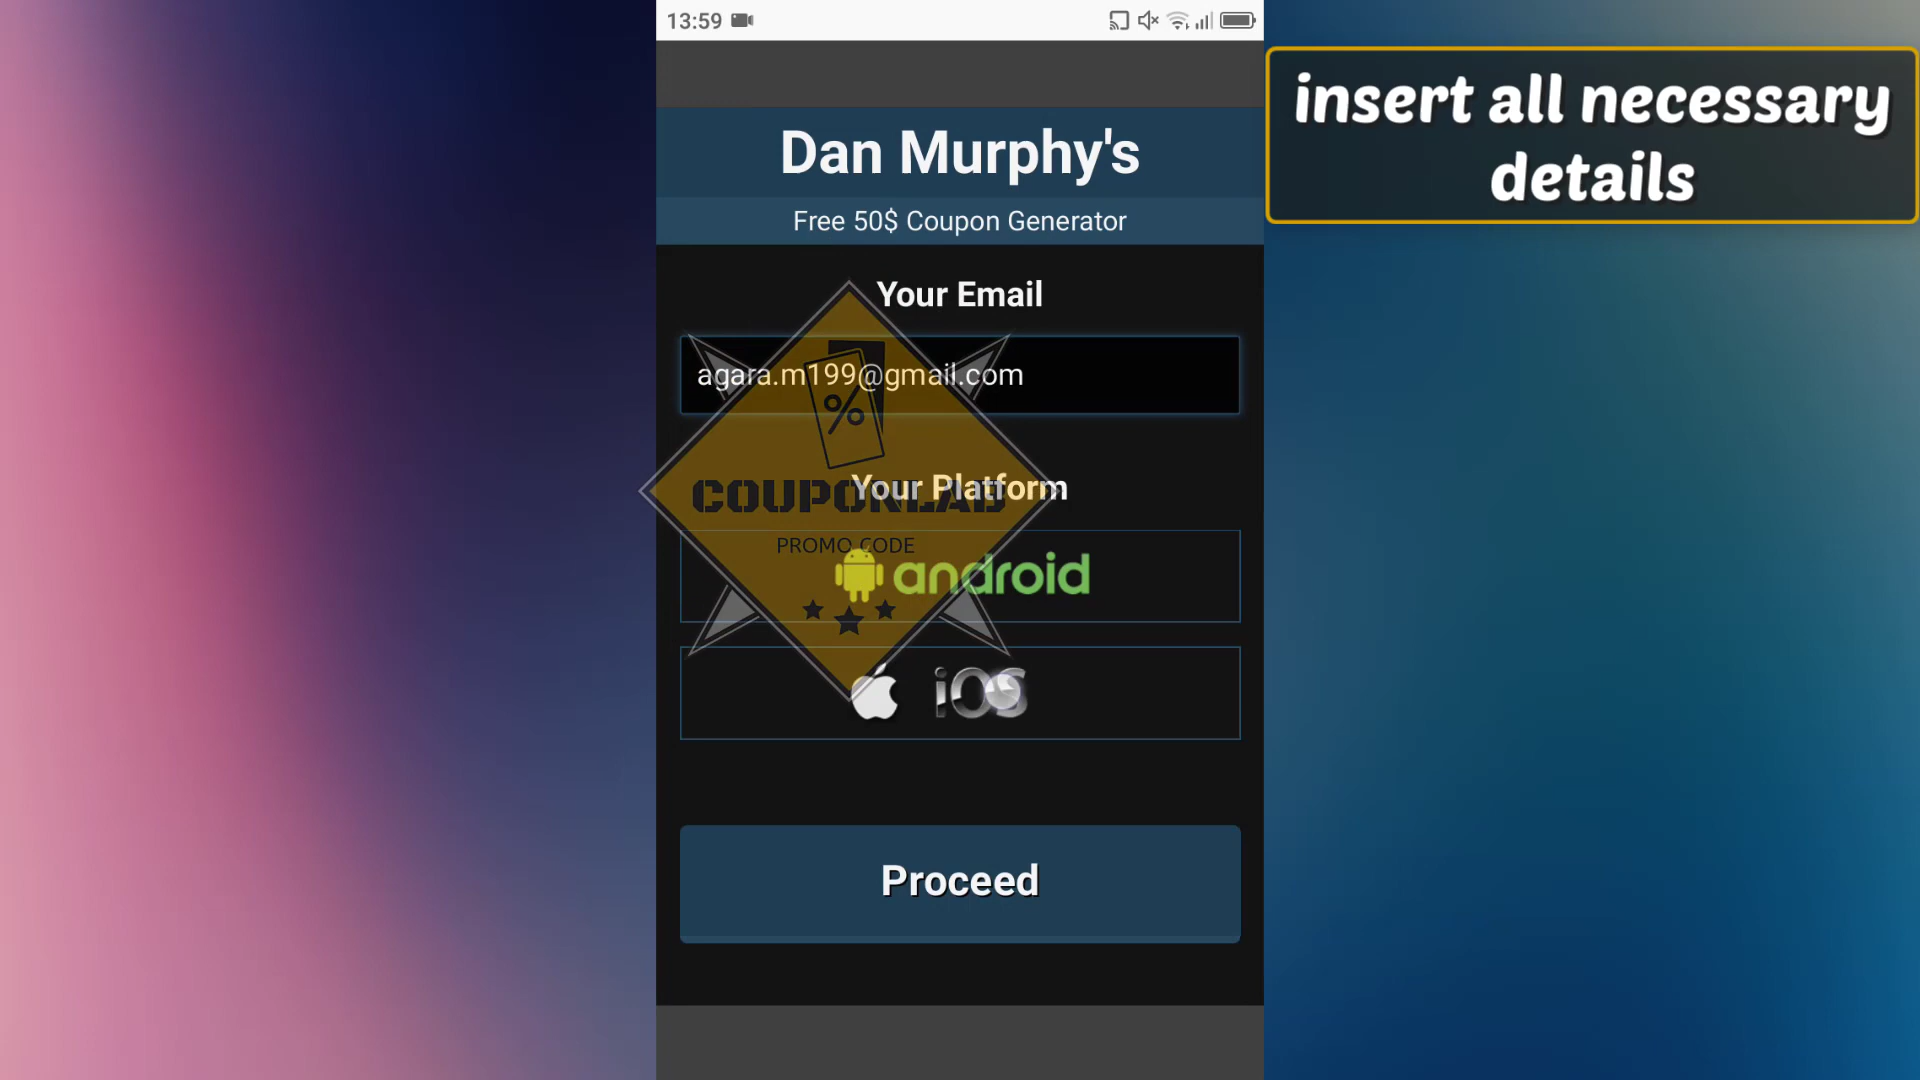 13:59
insert all necessary
details
Dan Murphy's
Free 50$ Coupon Generator
Your Email
agara.m199@gmail.com
%
Your Platform
COUPONLAB
PROMO CODE
android
iOS
Proceed